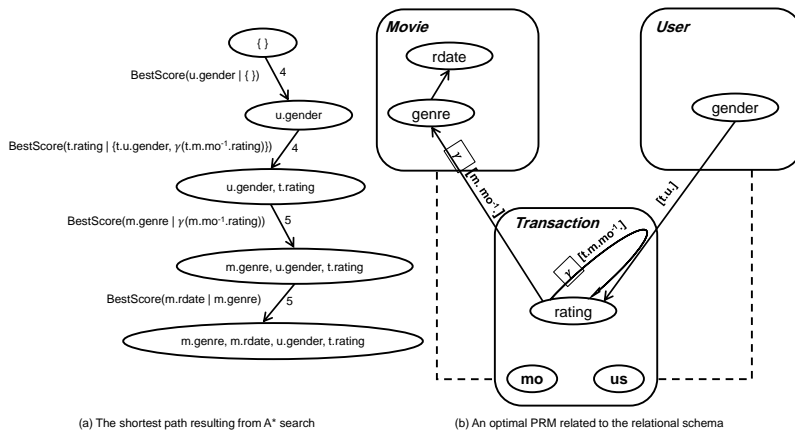 { }
BestScore(u.gender | { })
4
u.gender
BestScore(t.rating | {t.u.gender, γ(t.m.mo⁻¹.rating)})
4
u.gender, t.rating
BestScore(m.genre | γ(m.mo⁻¹.rating))
5
m.genre, u.gender, t.rating
BestScore(m.rdate | m.genre)
5
m.genre, m.rdate, u.gender, t.rating
(a) The shortest path resulting from A* search
Movie
rdate
genre
User
gender
γ [m. mo⁻¹.]
[t.u.]
Transaction
γ [t.m.mo⁻¹.]
rating
mo
us
(b) An optimal PRM related to the relational schema